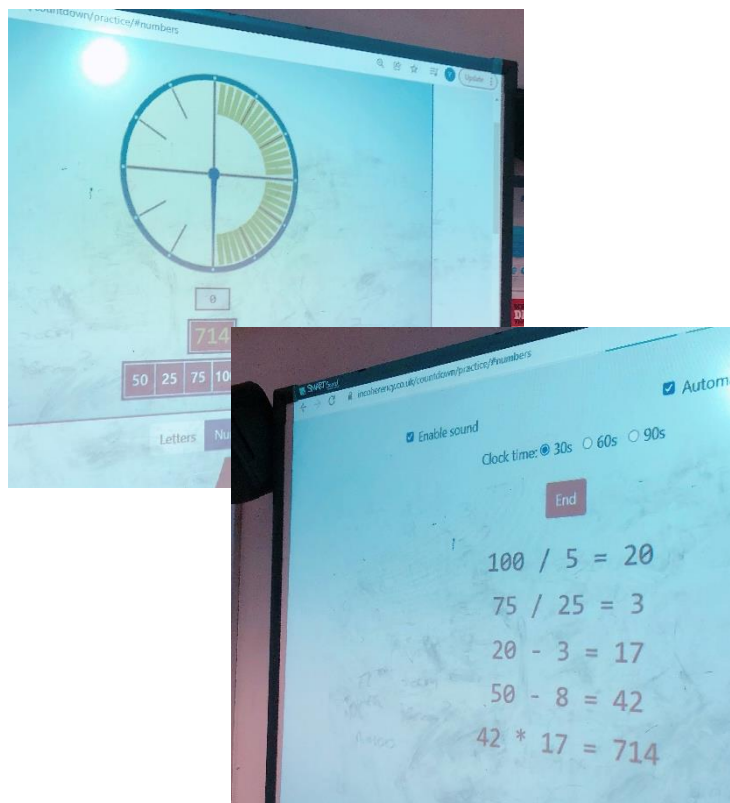 countdown/practice/#numbers
Update
0
714
50 25 75
Letters
SMART
incoherency.co.uk/countdown/practice/#numbers
Enable sound
Clock time: 30s 60s 90s
End
100 / 5 = 20
75 / 25 = 3
20 - 3 = 17
50 - 8 = 42
42 * 17 = 714